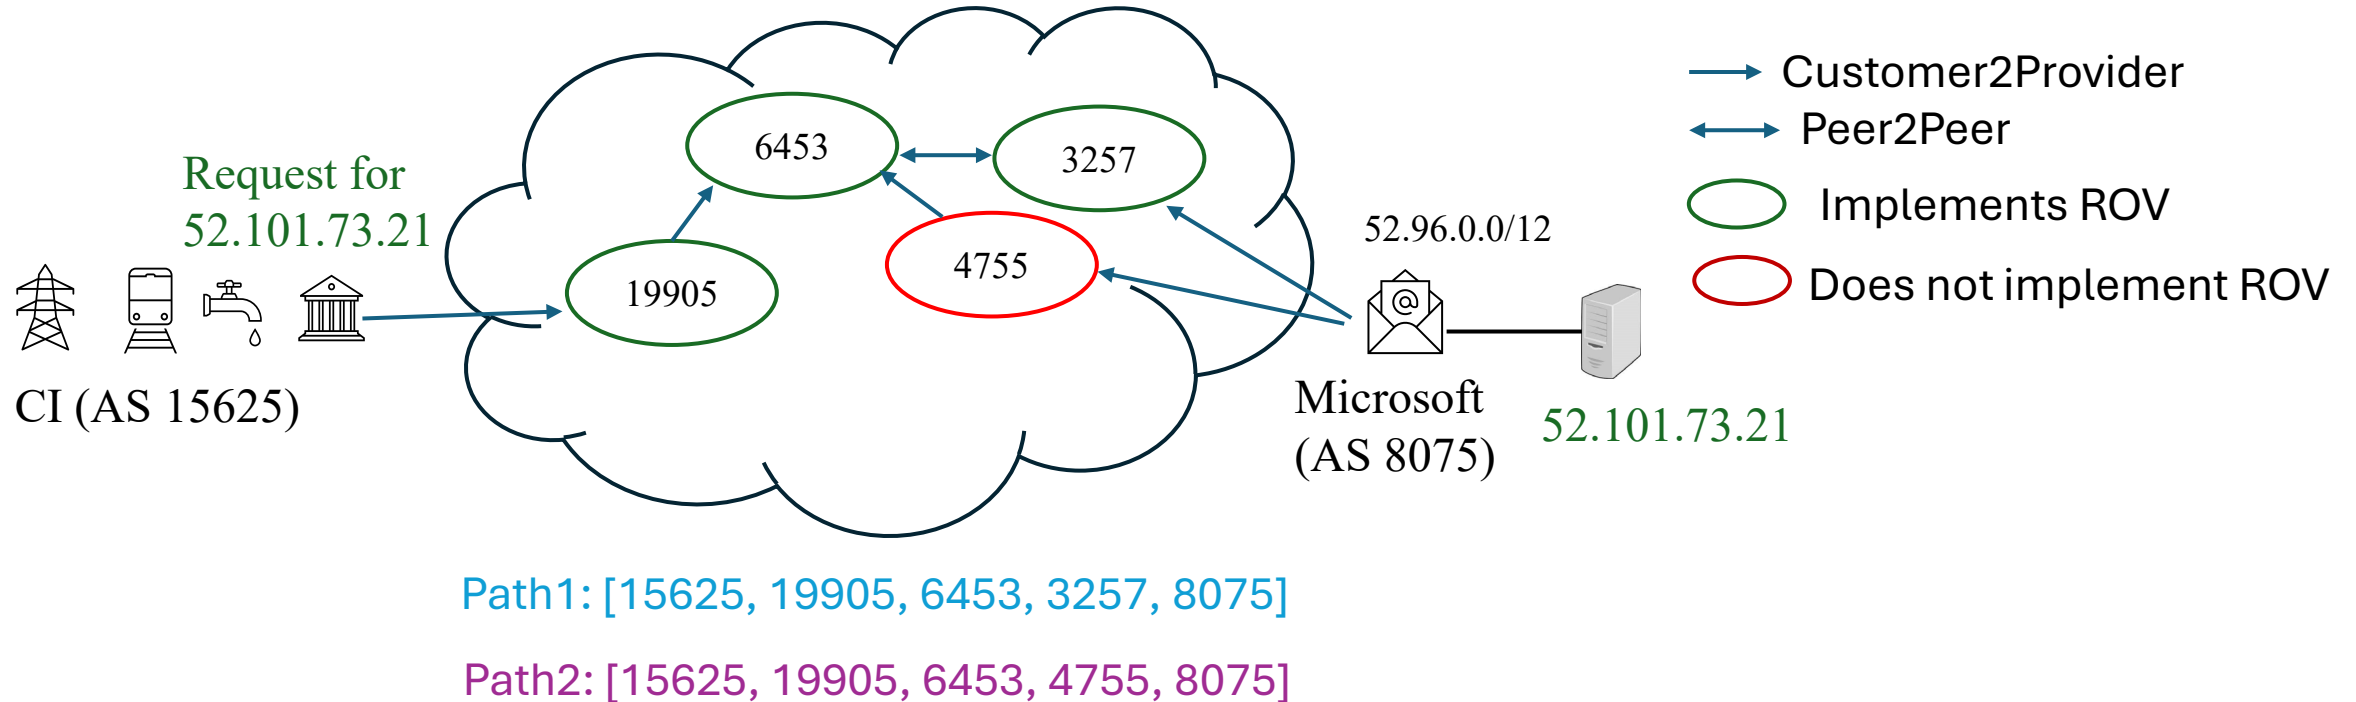 Customer2Provider
Peer2Peer
Implements ROV
Does not implement ROV
Request for
52.101.73.21
6453
3257
19905
4755
52.96.0.0/12
@
CI (AS 15625)
Microsoft
(AS 8075)
52.101.73.21
Path1: [15625, 19905, 6453, 3257, 8075]
Path2: [15625, 19905, 6453, 4755, 8075]